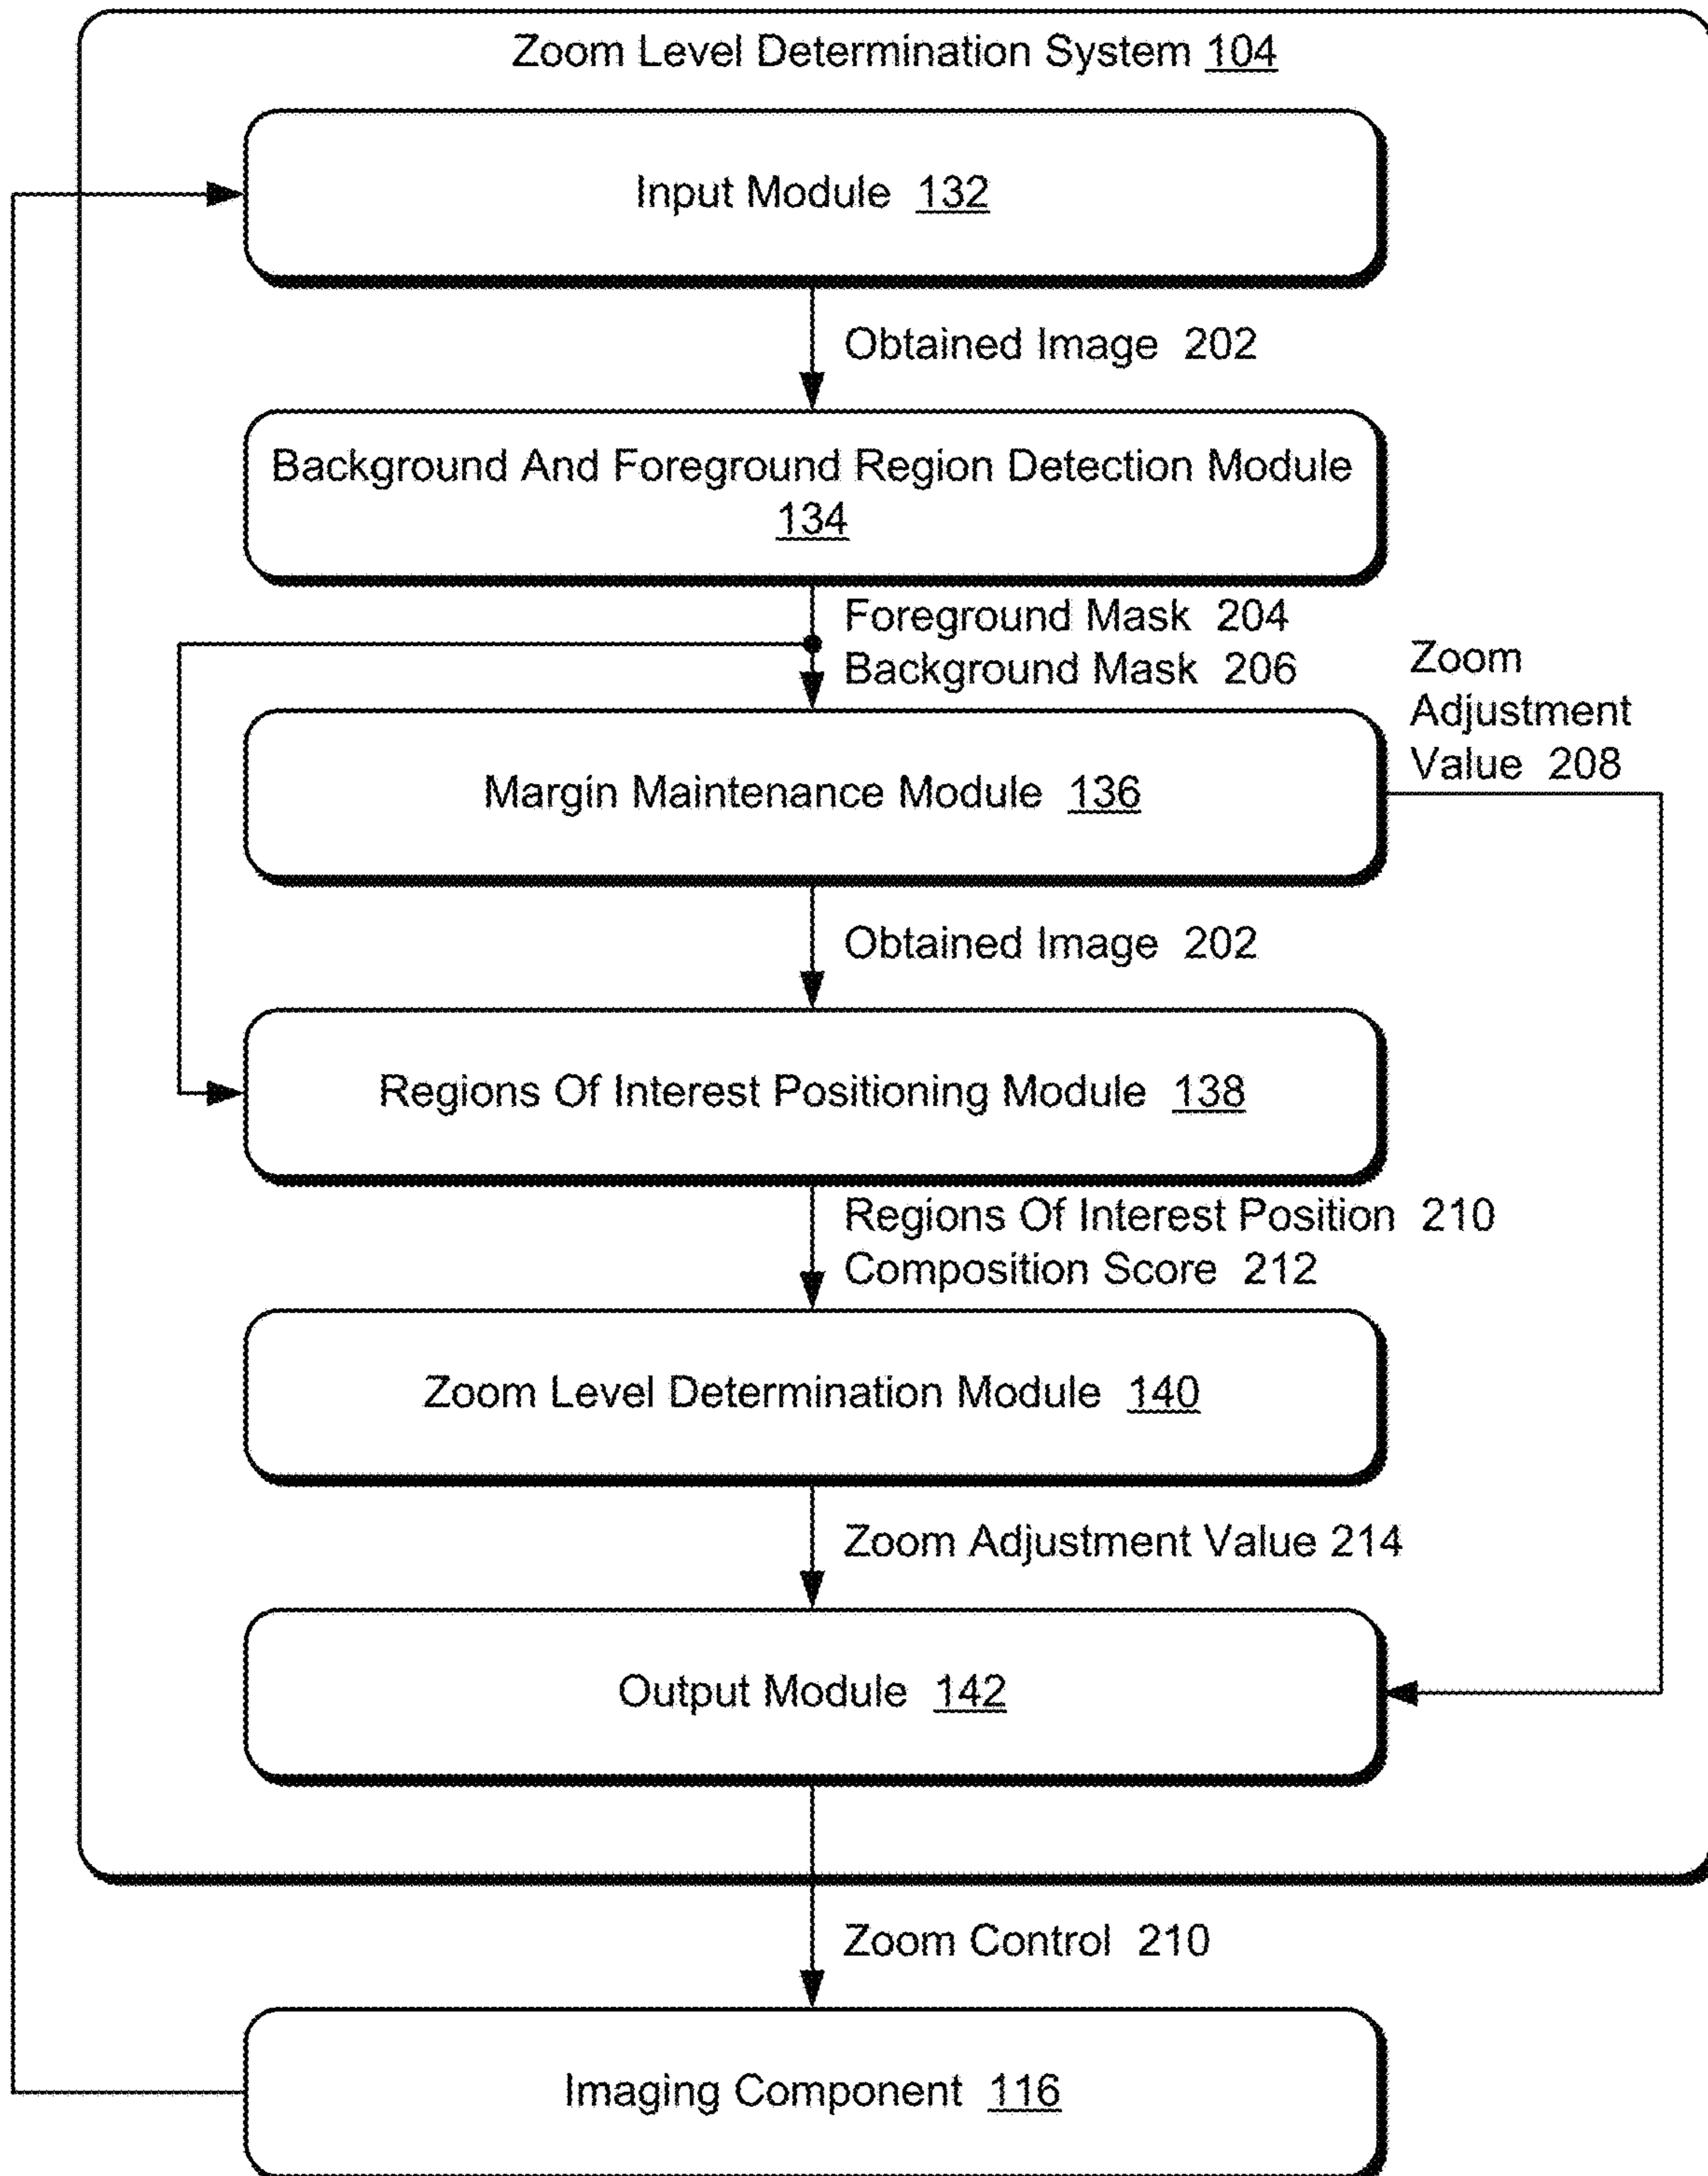 Zoom Level Determination System 104
Input Module 132
Obtained Image 202
Background And Foreground Region Detection Module
134
Foreground Mask 204
Background Mask 206
Zoom
Adjustment
Value 208
Margin Maintenance Module 136
Obtained Image 202
Regions Of Interest Positioning Module 138
Regions Of Interest Position 210
Composition Score 212
Zoom Level Determination Module 140
Zoom Adjustment Value 214
Output Module 142
Zoom Control 210
Imaging Component 116